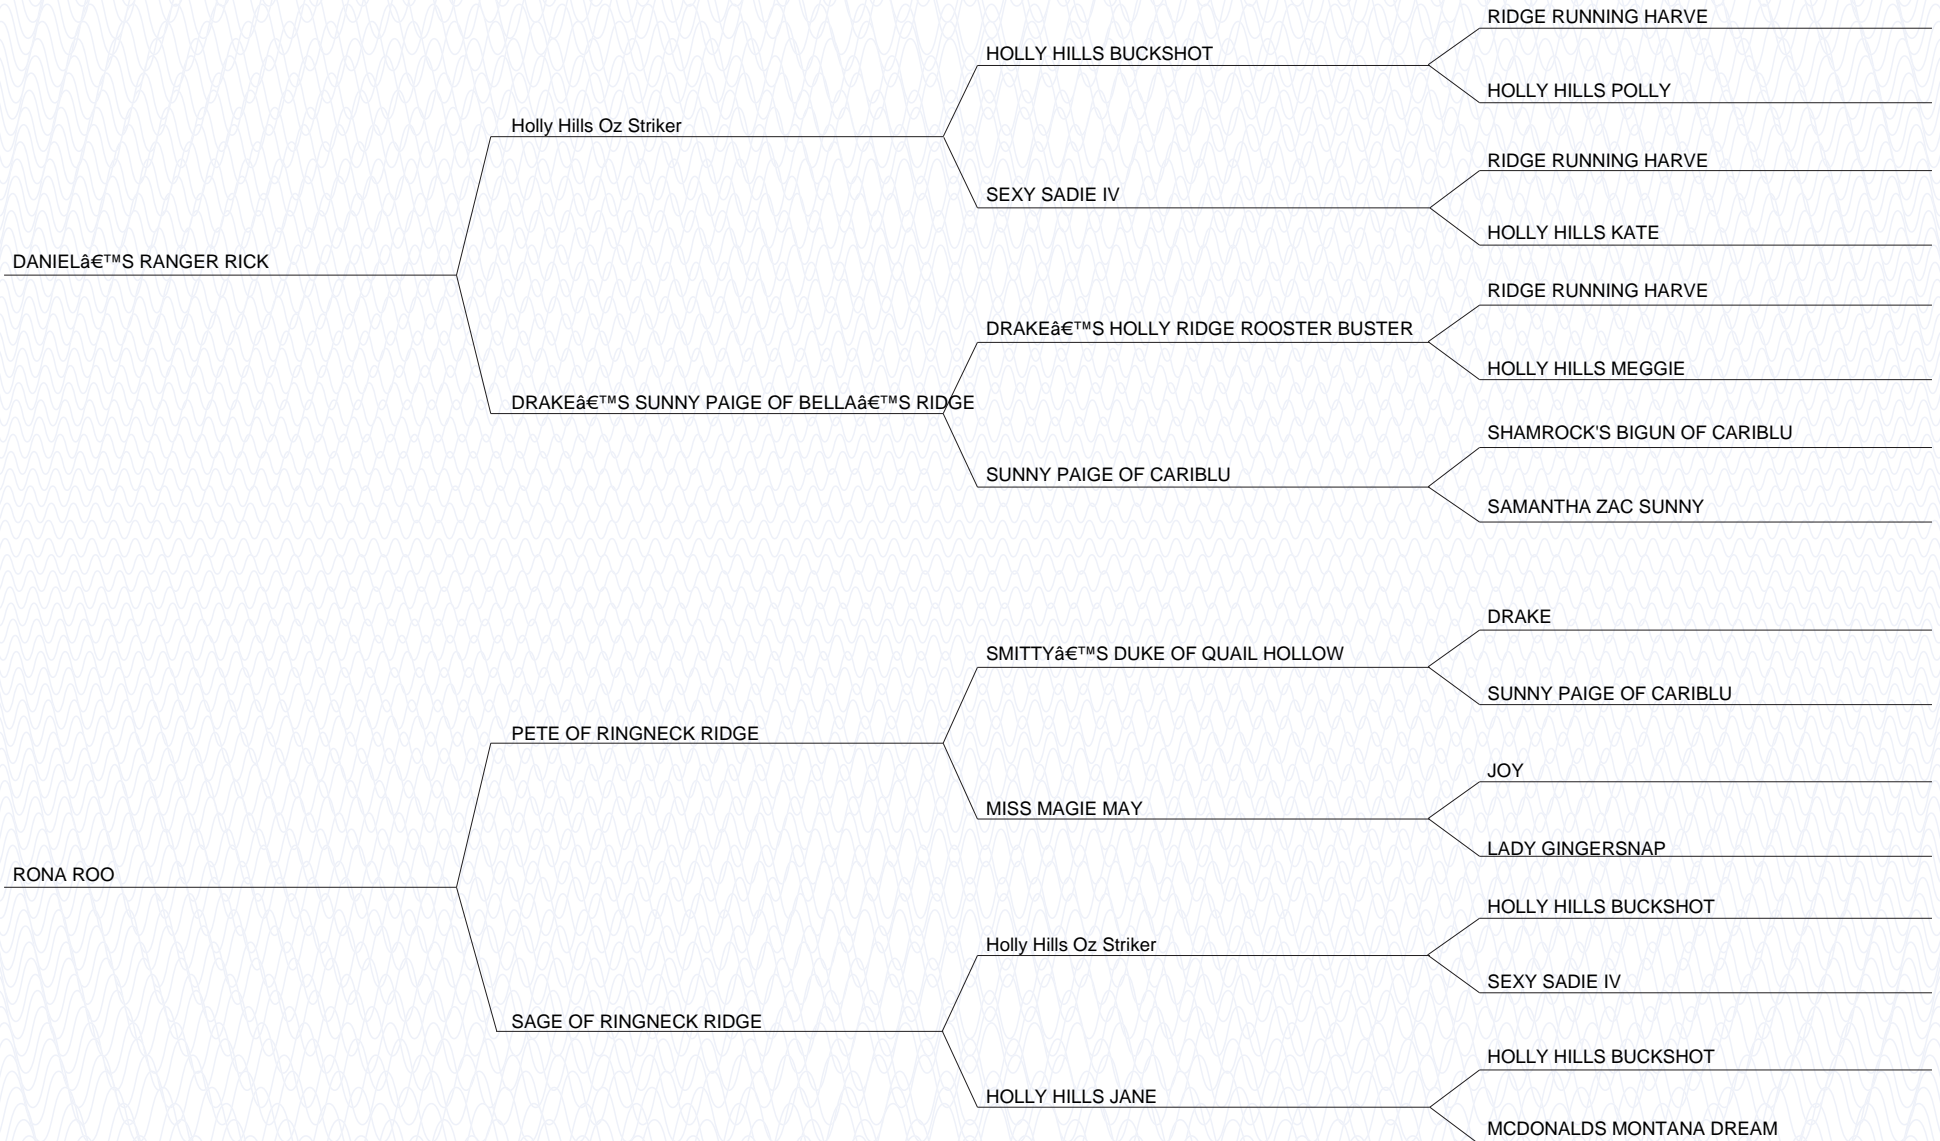 RIDGE RUNNING HARVE
HOLLY HILLS BUCKSHOT
HOLLY HILLS POLLY
Holly Hills Oz Striker
RIDGE RUNNING HARVE
SEXY SADIE IV
HOLLY HILLS KATE
DANIELâ€™S RANGER RICK
RIDGE RUNNING HARVE
DRAKEâ€™S HOLLY RIDGE ROOSTER BUSTER
HOLLY HILLS MEGGIE
DRAKEâ€™S SUNNY PAIGE OF BELLAâ€™S RIDGE
SHAMROCK'S BIGUN OF CARIBLU
SUNNY PAIGE OF CARIBLU
SAMANTHA ZAC SUNNY
DRAKE
SMITTYâ€™S DUKE OF QUAIL HOLLOW
SUNNY PAIGE OF CARIBLU
PETE OF RINGNECK RIDGE
JOY
MISS MAGIE MAY
LADY GINGERSNAP
RONA ROO
HOLLY HILLS BUCKSHOT
Holly Hills Oz Striker
SEXY SADIE IV
SAGE OF RINGNECK RIDGE
HOLLY HILLS BUCKSHOT
HOLLY HILLS JANE
MCDONALDS MONTANA DREAM